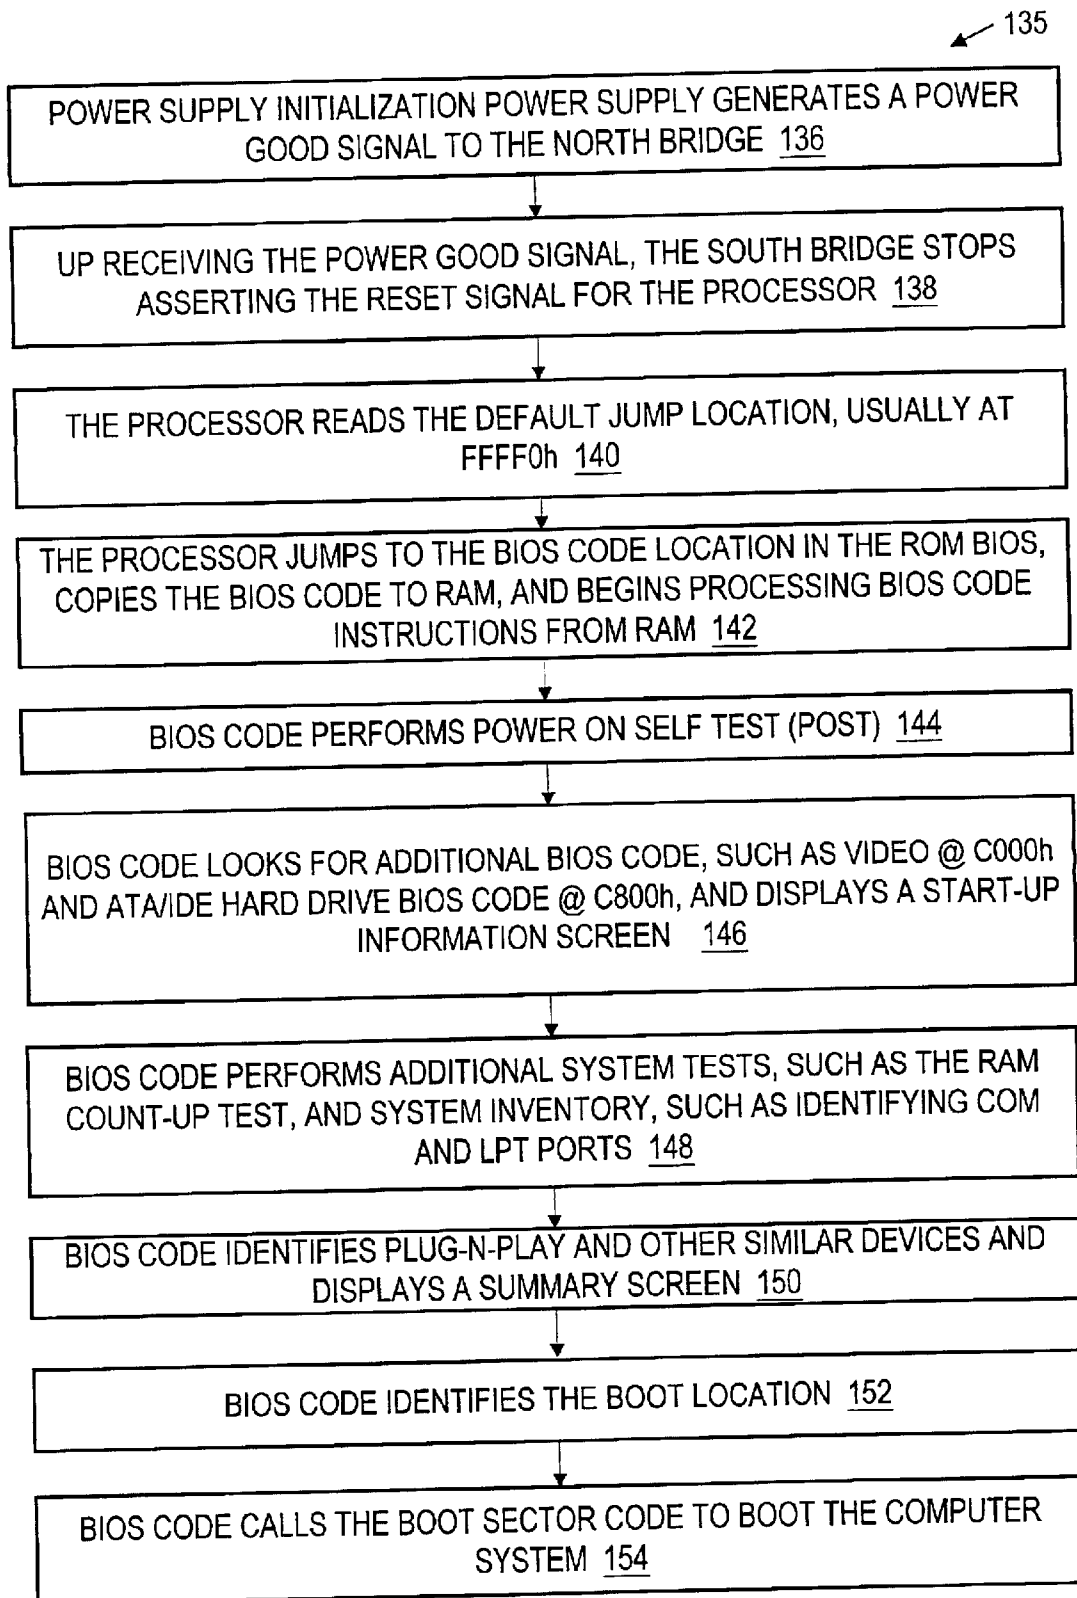 135
POWER SUPPLY INITIALIZATION POWER SUPPLY GENERATES A POWER
GOOD SIGNAL TO THE NORTH BRIDGE 136
UP RECEIVING THE POWER GOOD SIGNAL, THE SOUTH BRIDGE STOPS
ASSERTING THE RESET SIGNAL FOR THE PROCESSOR 138
THE PROCESSOR READS THE DEFAULT JUMP LOCATION, USUALLY AT
FFFF0h 140
THE PROCESSOR JUMPS TO THE BIOS CODE LOCATION IN THE ROM BIOS,
COPIES THE BIOS CODE TO RAM, AND BEGINS PROCESSING BIOS CODE
INSTRUCTIONS FROM RAM 142
BIOS CODE PERFORMS POWER ON SELF TEST (POST) 144
BIOS CODE LOOKS FOR ADDITIONAL BIOS CODE, SUCH AS VIDEO @ C000h
AND ATA/IDE HARD DRIVE BIOS CODE @ C800h, AND DISPLAYS A START-UP
INFORMATION SCREEN 146
BIOS CODE PERFORMS ADDITIONAL SYSTEM TESTS, SUCH AS THE RAM
COUNT-UP TEST, AND SYSTEM INVENTORY, SUCH AS IDENTIFYING COM
AND LPT PORTS 148
BIOS CODE IDENTIFIES PLUG-N-PLAY AND OTHER SIMILAR DEVICES AND
DISPLAYS A SUMMARY SCREEN 150
BIOS CODE IDENTIFIES THE BOOT LOCATION 152
BIOS CODE CALLS THE BOOT SECTOR CODE TO BOOT THE COMPUTER
SYSTEM 154